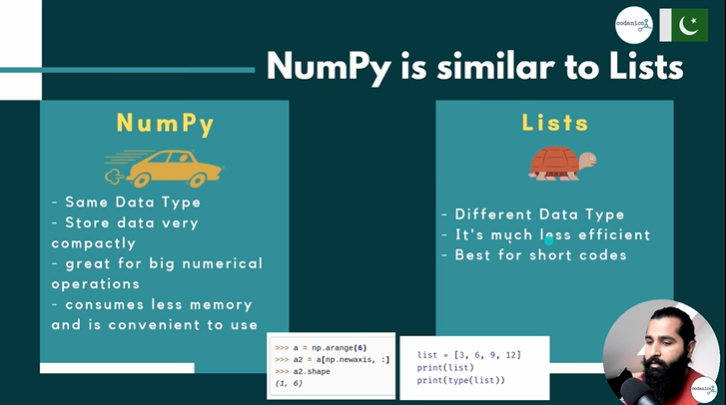 codanics
NumPy is similar to Lists
NumPy
- Same Data Type
- Store data very
compactly
- great for big numerical
operations
- consumes less memory
and is convenient to use
Lists
- Different Data Type
- It's much less efficient
- Best for short codes
>>> a = np.arange(6)
>>> a2 = a[np.newaxis, :]
>>> a2.shape
(1, 6)
list = [3, 6, 9, 12]
print(list)
print(type(list))
codanics